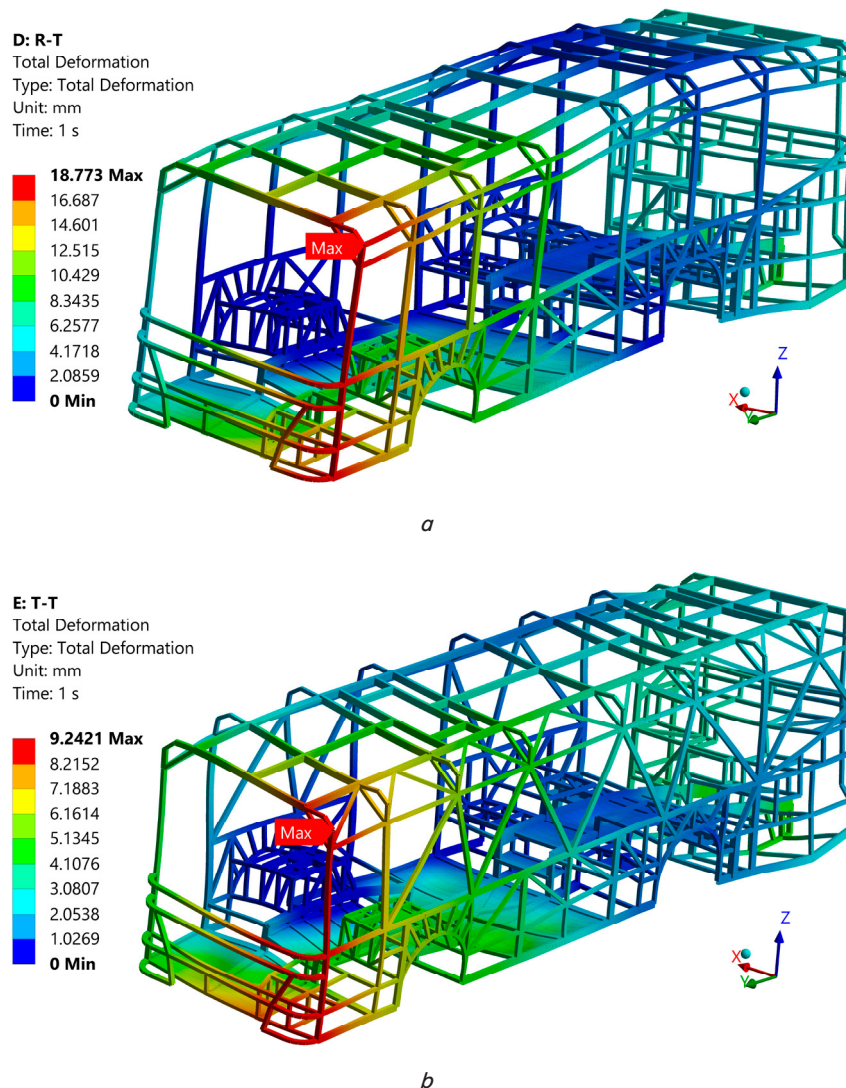 D: R-T
Total Deformation
Type: Total Deformation
Unit: mm
Time: 1 s
18.773 Max
16.687
14.601
12.515
10.429
8.3435
6.2577
4.1718
2.0859
0 Min
Max
Z
X
Y
a
E: T-T
Total Deformation
Type: Total Deformation
Unit: mm
Time: 1 s
9.2421 Max
8.2152
7.1883
6.1614
5.1345
4.1076
3.0807
2.0538
1.0269
0 Min
Max
Z
X
Y
b